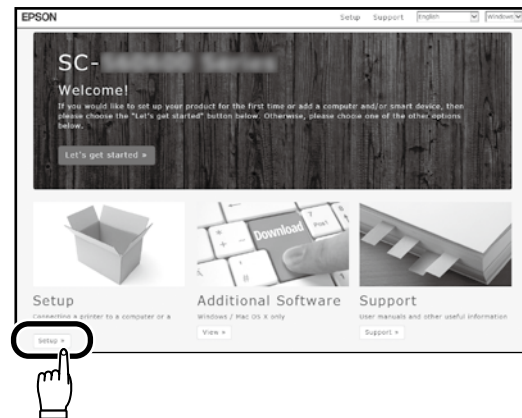 EPSON
Setup Support English Windows
SC-
Welcome!
If you would like to set up your product for the first time or add a computer and/or smart device, then
please choose the "Let's get started" button below. Otherwise, please choose one of the other options
below.
Let's get started »
Download
Setup Additional Software Support
Connecting a printer to a computer or a Windows / Mac OS X only User manuals and other useful information
Setup » View » Support »